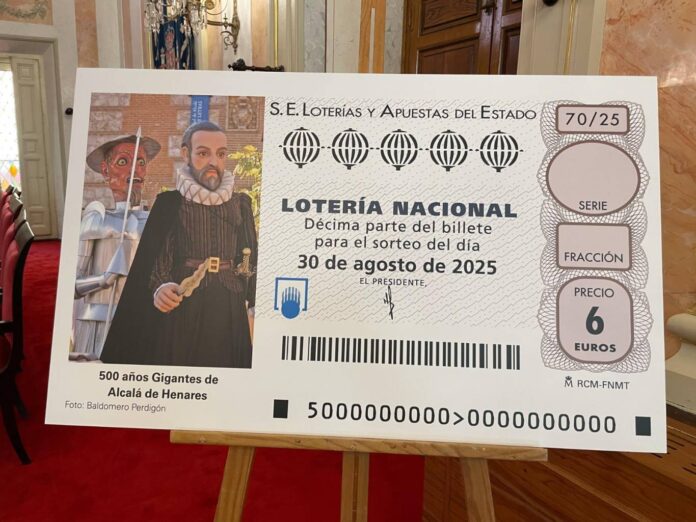 S.E. LOTERÍAS Y APUESTAS DEL ESTADO
70/25
SERIE
LOTERÍA NACIONAL
Décima parte del billete
para el sorteo del día
30 de agosto de 2025
EL PRESIDENTE,
FRACCIÓN
PRECIO
6
EUROS
RCM-FNMT
500 años Gigantes de
Alcalá de Henares
Foto: Baldomero Perdigón
5000000000>0000000000